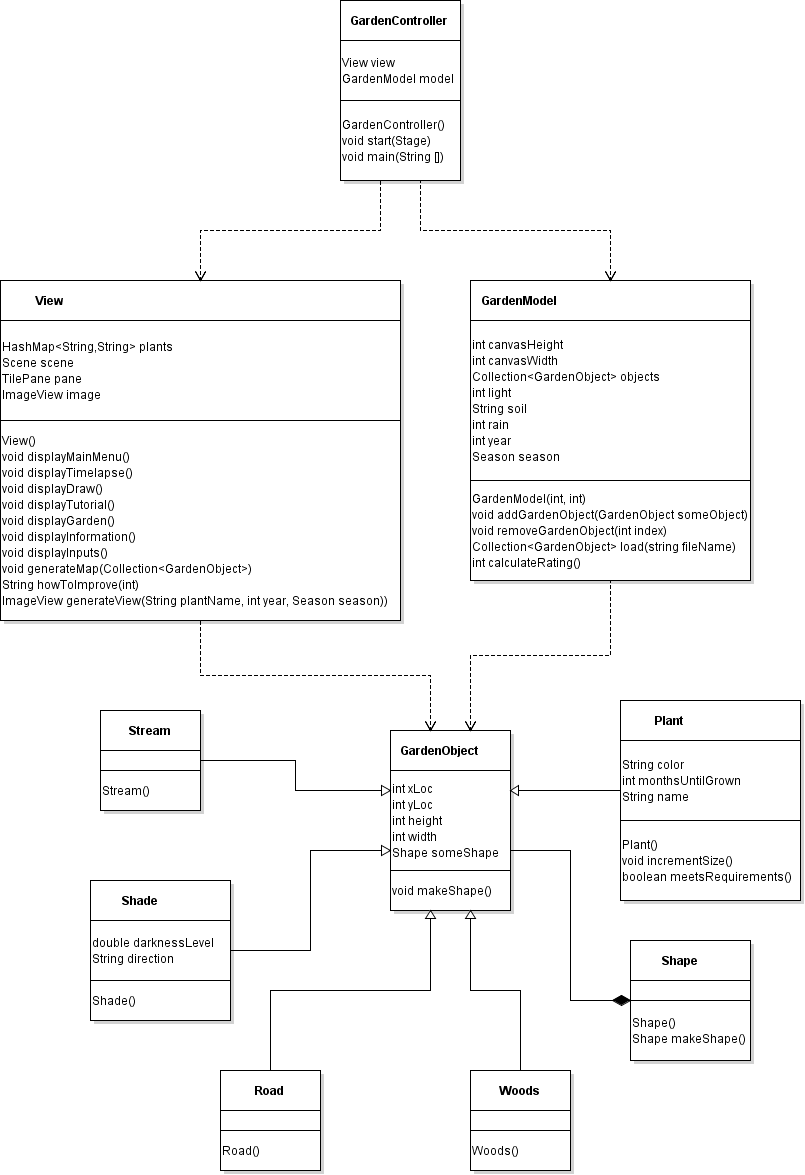 GardenController
View view
GardenModel model
GardenController()
void start(Stage)
void main(String [])
View
HashMap<String,String> plants
Scene scene
TilePane pane
ImageView image
View()
void displayMainMenu()
void displayTimelapse()
void displayDraw()
void displayTutorial()
void displayGarden()
void displayInformation()
void displayInputs()
void generateMap(Collection<GardenObject>)
String howToImprove(int)
ImageView generateView(String plantName, int year, Season season))
GardenModel
int canvasHeight
int canvasWidth
Collection<GardenObject> objects
int light
String soil
int rain
int year
Season season
GardenModel(int, int)
void addGardenObject(GardenObject someObject)
void removeGardenObject(int index)
Collection<GardenObject> load(string fileName)
int calculateRating()
Stream
Stream()
GardenObject
int xLoc
int yLoc
int height
int width
Shape someShape
void makeShape()
Plant
String color
int monthsUntilGrown
String name
Plant()
void incrementSize()
boolean meetsRequirements()
Shade
double darknessLevel
String direction
Shade()
Shape
Shape()
Shape makeShape()
Road
Road()
Woods
Woods()